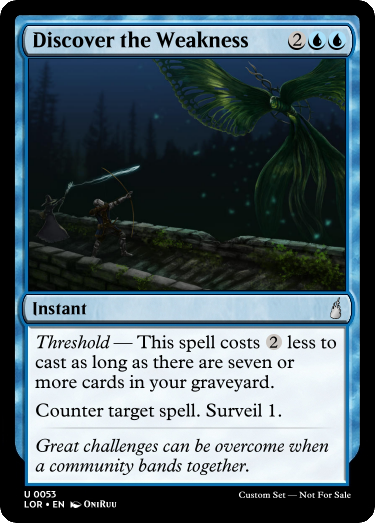 Discover the Weakness 2
Instant
Threshold — This spell costs 2 less to
cast as long as there are seven or
more cards in your graveyard.
Counter target spell. Surveil 1.
Great challenges can be overcome when
a community bands together.
U 0053
LOR • EN OniRuu
Custom Set — Not For Sale